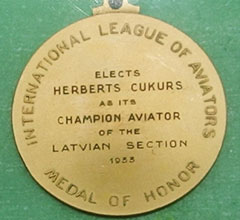 INTERNATIONAL LEAGUE OF AVIATORS
ELECTS
HERBERTS CUKURS
AS ITS
CHAMPION AVIATOR
OF THE
LATVIAN SECTION
1933
MEDAL OF HONOR